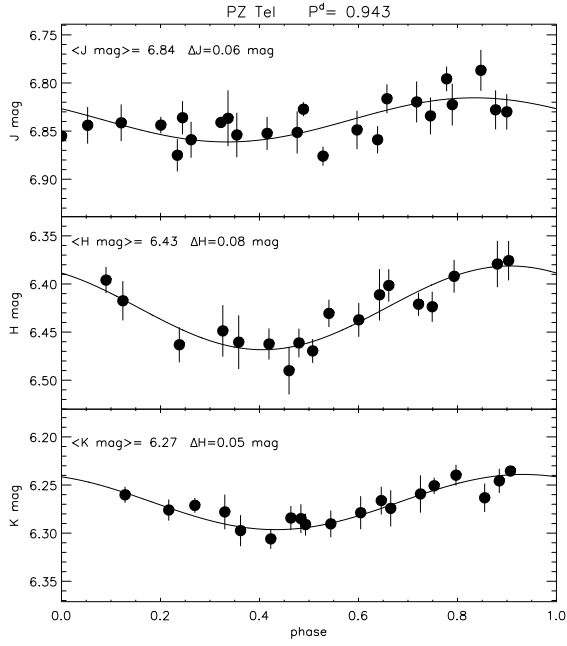 PZ Tel P^d= 0.943
6.75
<J mag>= 6.84 ΔJ=0.06 mag
6.80
J mag
6.85
6.90
6.35
<H mag>= 6.43 ΔH=0.08 mag
6.40
H mag
6.45
6.50
6.20
<K mag>= 6.27 ΔH=0.05 mag
6.25
K mag
6.30
6.35
0.0 0.2 0.4 0.6 0.8 1.0
phase